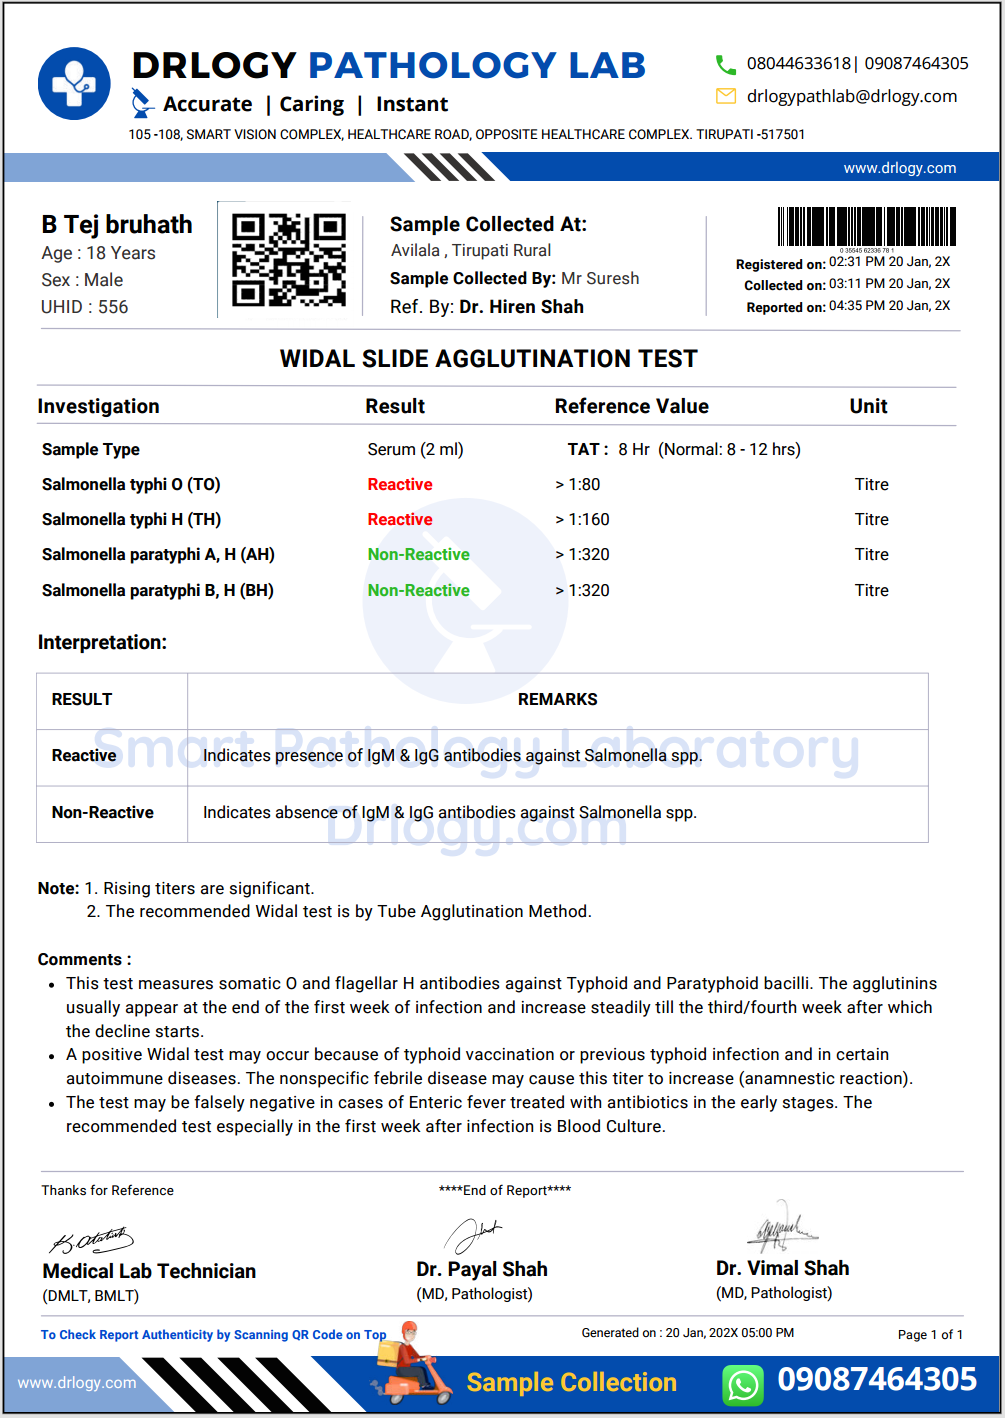 DRLOGY PATHOLOGY LAB
Accurate | Caring | Instant
105 -108, SMART VISION COMPLEX, HEALTHCARE ROAD, OPPOSITE HEALTHCARE COMPLEX. TIRUPATI -517501
08044633618| 09087464305
drlogypathlab@drlogy.com
www.drlogy.com
B Tej bruhath
Age : 18 Years
Sex : Male
UHID : 556
Sample Collected At:
Avilala , Tirupati Rural
Sample Collected By: Mr Suresh
Ref. By: Dr. Hiren Shah
0 35545 62336 78 1
Registered on: 02:31 PM 20 Jan, 2X
Collected on: 03:11 PM 20 Jan, 2X
Reported on: 04:35 PM 20 Jan, 2X
WIDAL SLIDE AGGLUTINATION TEST
Investigation Result Reference Value Unit
Sample Type Serum (2 ml) TAT : 8 Hr (Normal: 8 - 12 hrs)
Salmonella typhi O (TO) Reactive > 1:80 Titre
Salmonella typhi H (TH) Reactive > 1:160 Titre
Salmonella paratyphi A, H (AH) Non-Reactive > 1:320 Titre
Salmonella paratyphi B, H (BH) Non-Reactive > 1:320 Titre
Interpretation:
RESULT REMARKS
Smart Pathology Laboratory
Reactive Indicates presence of IgM & IgG antibodies against Salmonella spp.
Non-Reactive Indicates absence of IgM & IgG antibodies against Salmonella spp.
Drlogy.com
Note: 1. Rising titers are significant.
2. The recommended Widal test is by Tube Agglutination Method.
Comments :
• This test measures somatic O and flagellar H antibodies against Typhoid and Paratyphoid bacilli. The agglutinins
usually appear at the end of the first week of infection and increase steadily till the third/fourth week after which
the decline starts.
• A positive Widal test may occur because of typhoid vaccination or previous typhoid infection and in certain
autoimmune diseases. The nonspecific febrile disease may cause this titer to increase (anamnestic reaction).
• The test may be falsely negative in cases of Enteric fever treated with antibiotics in the early stages. The
recommended test especially in the first week after infection is Blood Culture.
Thanks for Reference ****End of Report****
Medical Lab Technician
(DMLT, BMLT)
Dr. Payal Shah
(MD, Pathologist)
Dr. Vimal Shah
(MD, Pathologist)
To Check Report Authenticity by Scanning QR Code on Top
Generated on : 20 Jan, 202X 05:00 PM
Page 1 of 1
www.drlogy.com
Sample Collection
09087464305